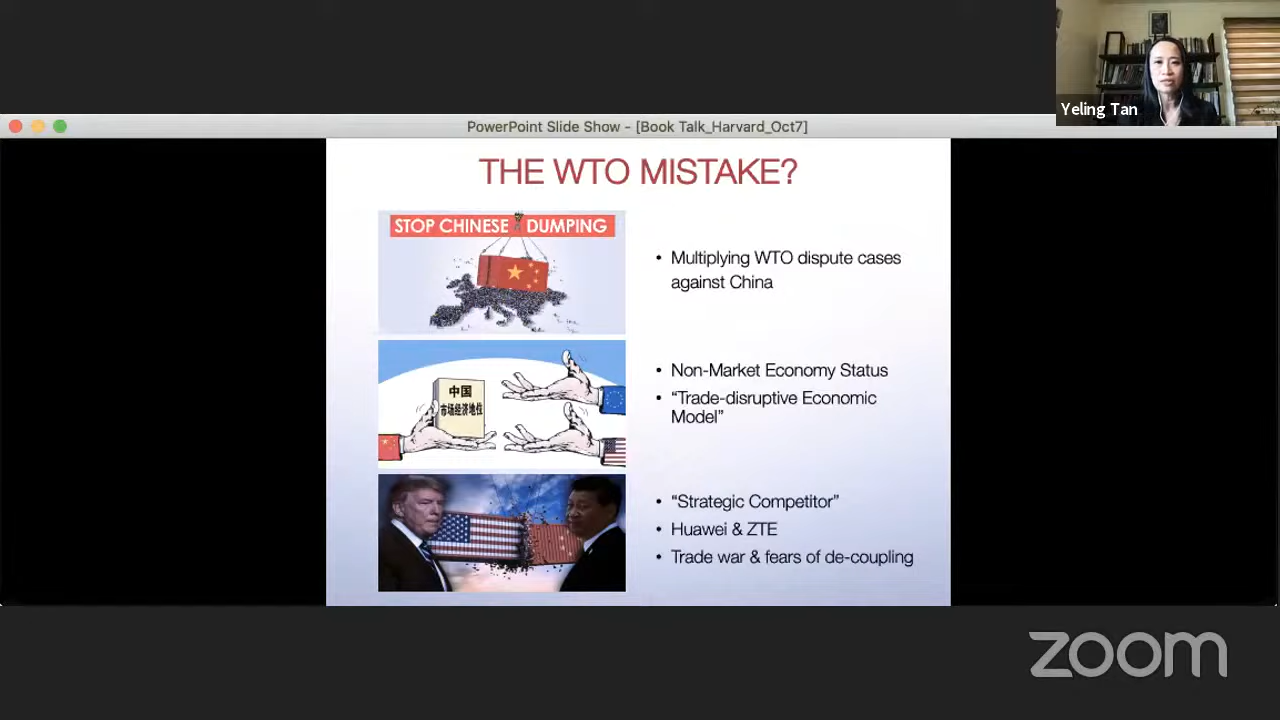 Yeling Tan
PowerPoint Slide Show - [Book Talk_Harvard_Oct7]
THE WTO MISTAKE?
STOP CHINESE DUMPING
• Multiplying WTO dispute cases
against China
中国
市场经济地位
• Non-Market Economy Status
• “Trade-disruptive Economic
Model”
• “Strategic Competitor”
• Huawei & ZTE
• Trade war & fears of de-coupling
zoom